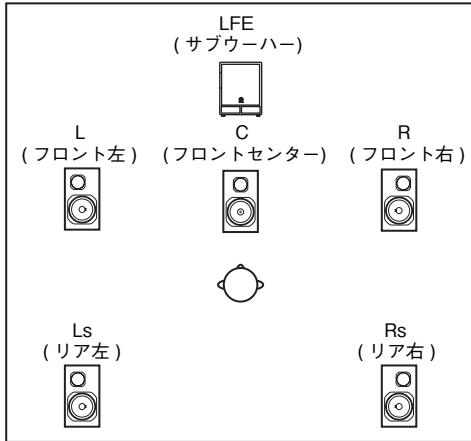 LFE
( サブウーハー)
L
( フロント左 )
C
(フロントセンター)
R
( フロント右 )
Ls
( リア左 )
Rs
( リア右 )